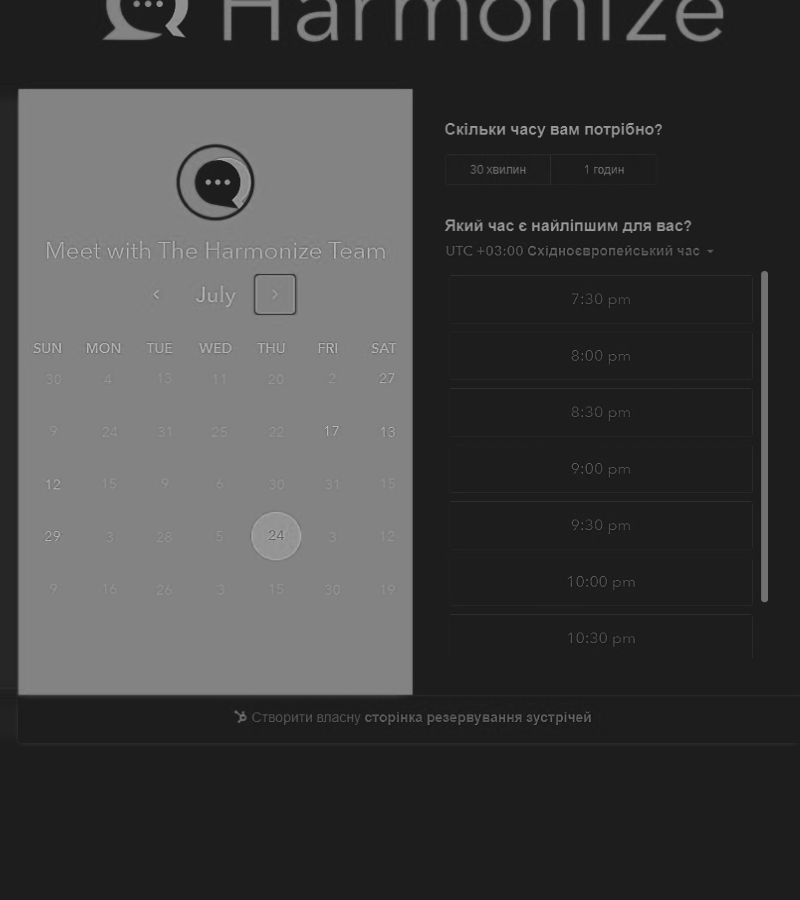 Harmonize
Meet with The Harmonize Team
July
SUN MON TUE WED THU FRI SAT
30 4 13 11 20 2 27
9 24 31 25 22 17 13
12 15 9 6 30 31 15
29 3 28 5 24 3 12
9 16 26 3 15 30 19
Скільки часу вам потрібно?
30 хвилин 1 годин
Який час є найліпшим для вас?
UTC +03:00 Східноєвропейський час
7:30 pm
8:00 pm
8:30 pm
9:00 pm
9:30 pm
10:00 pm
10:30 pm
Створити власну сторінка резервування зустрічей